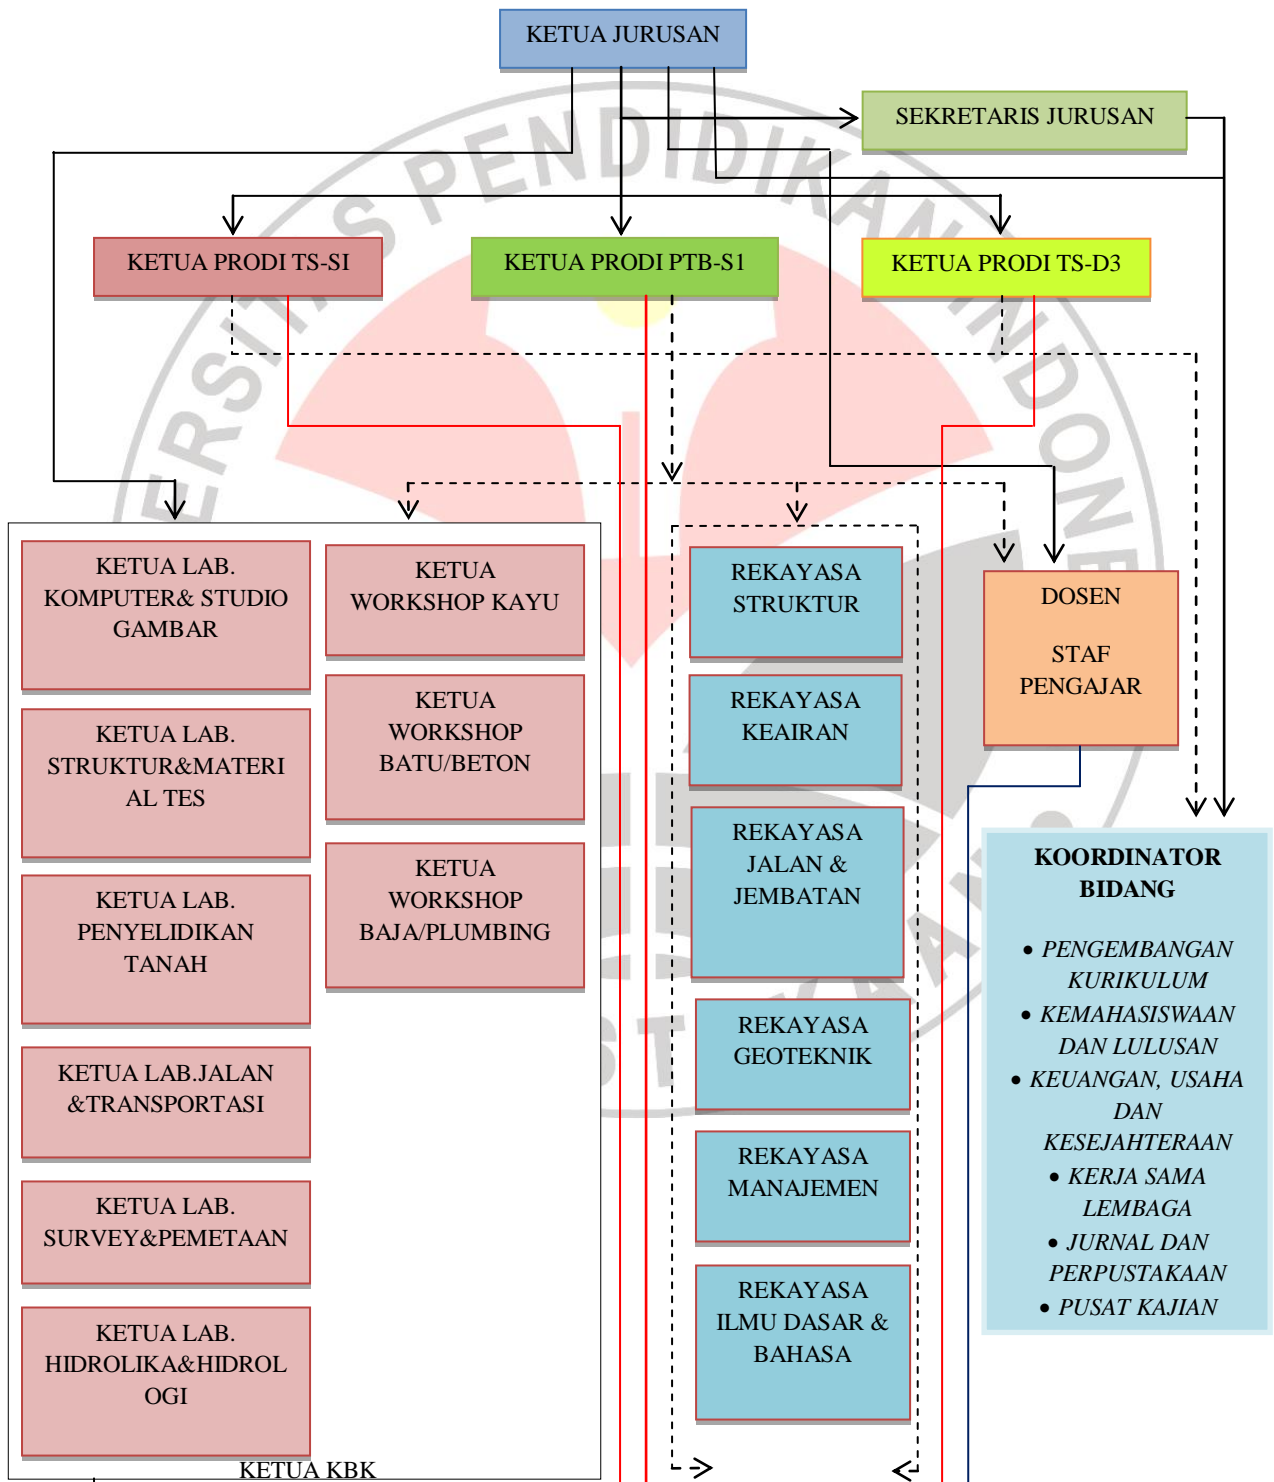 KETUA JURUSAN
SEKRETARIS JURUSAN
KETUA PRODI TS-SI
KETUA PRODI PTB-S1
KETUA PRODI TS-D3
KETUA LAB.
KOMPUTER& STUDIO
GAMBAR
KETUA LAB.
STRUKTUR&MATERI
AL TES
KETUA LAB.
PENYELIDIKAN
TANAH
KETUA LAB.JALAN
&TRANSPORTASI
KETUA LAB.
SURVEY&PEMETAAN
KETUA LAB.
HIDROLIKA&HIDROL
OGI
KETUA
WORKSHOP KAYU
KETUA
WORKSHOP
BATU/BETON
KETUA
WORKSHOP
BAJA/PLUMBING
KETUA KBK
REKAYASA
STRUKTUR
REKAYASA
KEAIRAN
REKAYASA
JALAN &
JEMBATAN
REKAYASA
GEOTEKNIK
REKAYASA
MANAJEMEN
REKAYASA
ILMU DASAR &
BAHASA
DOSEN
STAF
PENGAJAR
KOORDINATOR
BIDANG
• PENGEMBANGAN
KURIKULUM
• KEMAHASISWAAN
DAN LULUSAN
• KEUANGAN, USAHA
DAN
KESEJAHTERAAN
• KERJA SAMA
LEMBAGA
• JURNAL DAN
PERPUSTAKAAN
• PUSAT KAJIAN